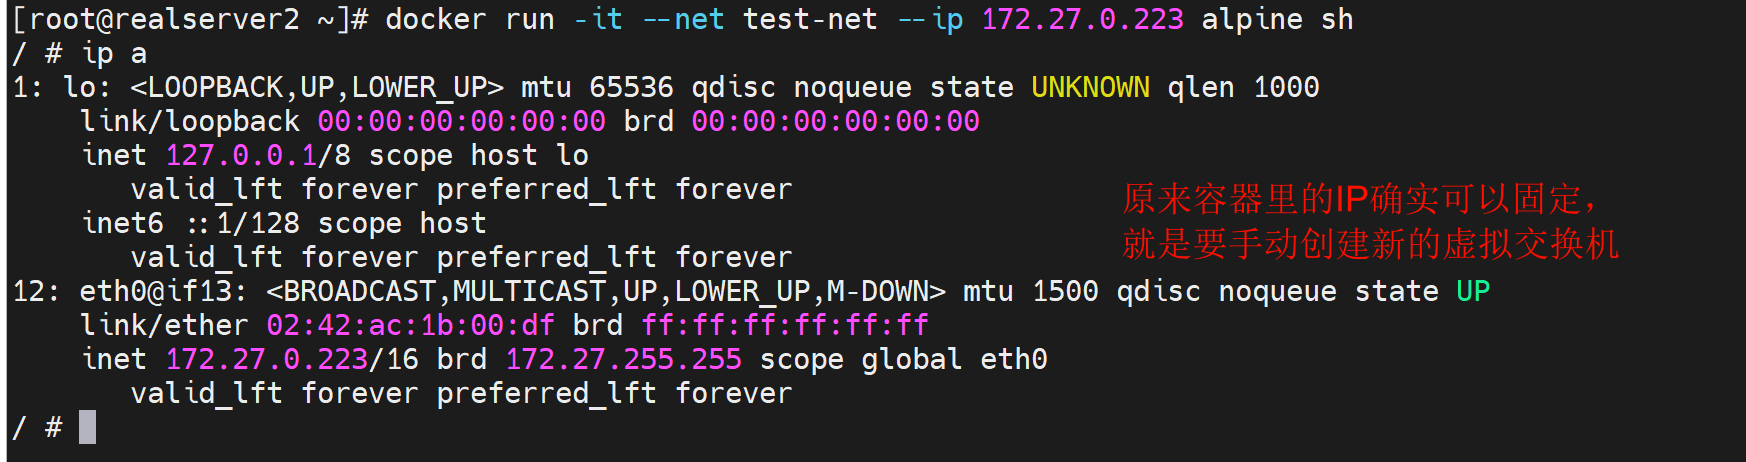 [root@realserver2 ~]# docker run -it --net test-net --ip 172.27.0.223 alpine sh
/ # ip a
1: lo: <LOOPBACK,UP,LOWER_UP> mtu 65536 qdisc noqueue state UNKNOWN qlen 1000
    link/loopback 00:00:00:00:00:00 brd 00:00:00:00:00:00
    inet 127.0.0.1/8 scope host lo
       valid_lft forever preferred_lft forever
    inet6 ::1/128 scope host
       valid_lft forever preferred_lft forever
原来容器里的IP确实可以固定，
就是要手动创建新的虚拟交换机
12: eth0@if13: <BROADCAST,MULTICAST,UP,LOWER_UP,M-DOWN> mtu 1500 qdisc noqueue state UP
    link/ether 02:42:ac:1b:00:df brd ff:ff:ff:ff:ff:ff
    inet 172.27.0.223/16 brd 172.27.255.255 scope global eth0
       valid_lft forever preferred_lft forever
/ #